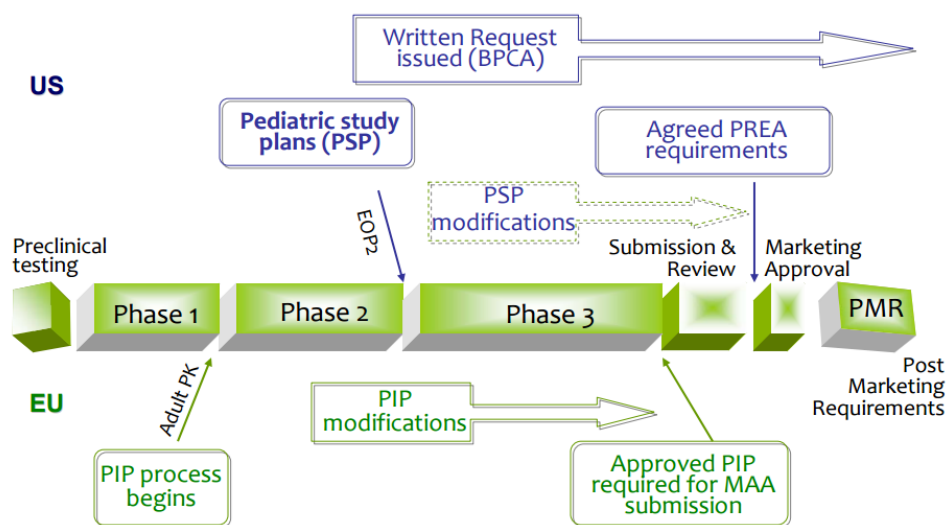 Written Request
issued (BPCA)
US
Pediatric study
plans (PSP)
Agreed PREA
requirements
PSP
modifications
EOP2
Preclinical
testing
Submission &
Review
Marketing
Approval
Phase 1
Phase 2
Phase 3
PMR
Post
Marketing
Requirements
Adult PK
EU
PIP
modifications
PIP process
begins
Approved PIP
required for MAA
submission